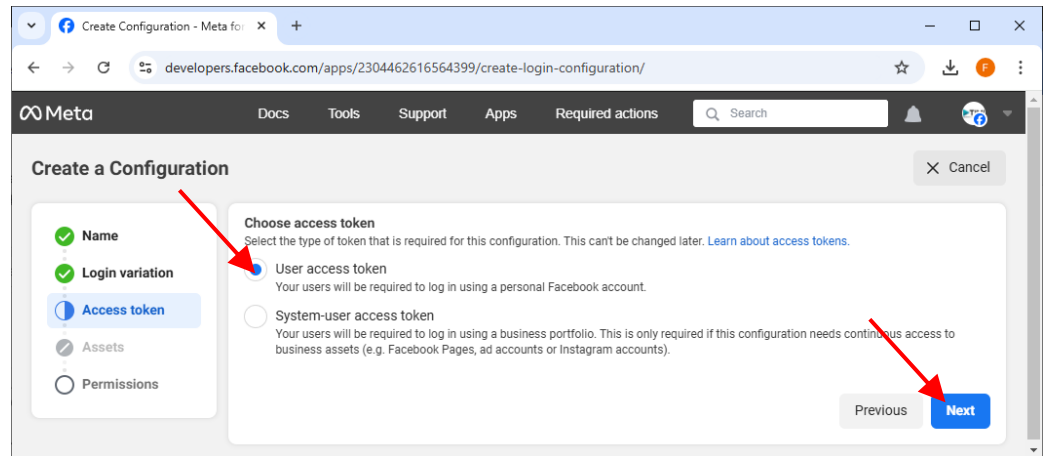 Create Configuration - Meta for
developers.facebook.com/apps/2304462616564399/create-login-configuration/
F
Meta
Docs
Tools
Support
Apps
Required actions
Search
Create a Configuration
Cancel
Name
Login variation
Access token
Assets
Permissions
Choose access token
Select the type of token that is required for this configuration. This can't be changed later. Learn about access tokens.
User access token
Your users will be required to log in using a personal Facebook account.
System-user access token
Your users will be required to log in using a business portfolio. This is only required if this configuration needs continuous access to
business assets (e.g. Facebook Pages, ad accounts or Instagram accounts).
Previous
Next